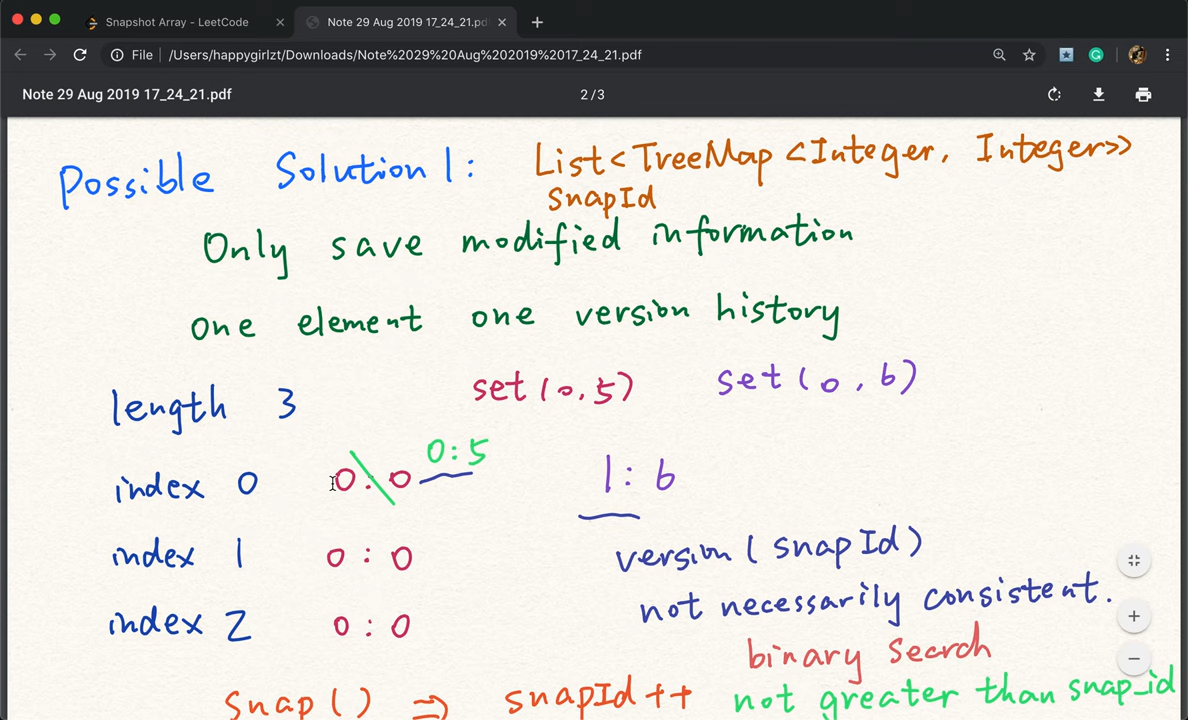 Snapshot Array - LeetCode
Note 29 Aug 2019 17_24_21.pd
File | /Users/happygirlzt/Downloads/Note%2029%20Aug%202019%2017_24_21.pdf
Note 29 Aug 2019 17_24_21.pdf
2 / 3
Possible Solution 1: List<TreeMap <Integer, Integer>>
SnapId
Only save modified information
One element one version history
set(0,5) set(0,6)
length 3
0:5
index 0 0:0 1:6
index 1 0:0
version(snapId)
not necessarily consistent.
index 2 0:0
binary Search
Snap() ⇒ snapId++ not greater than snap_id